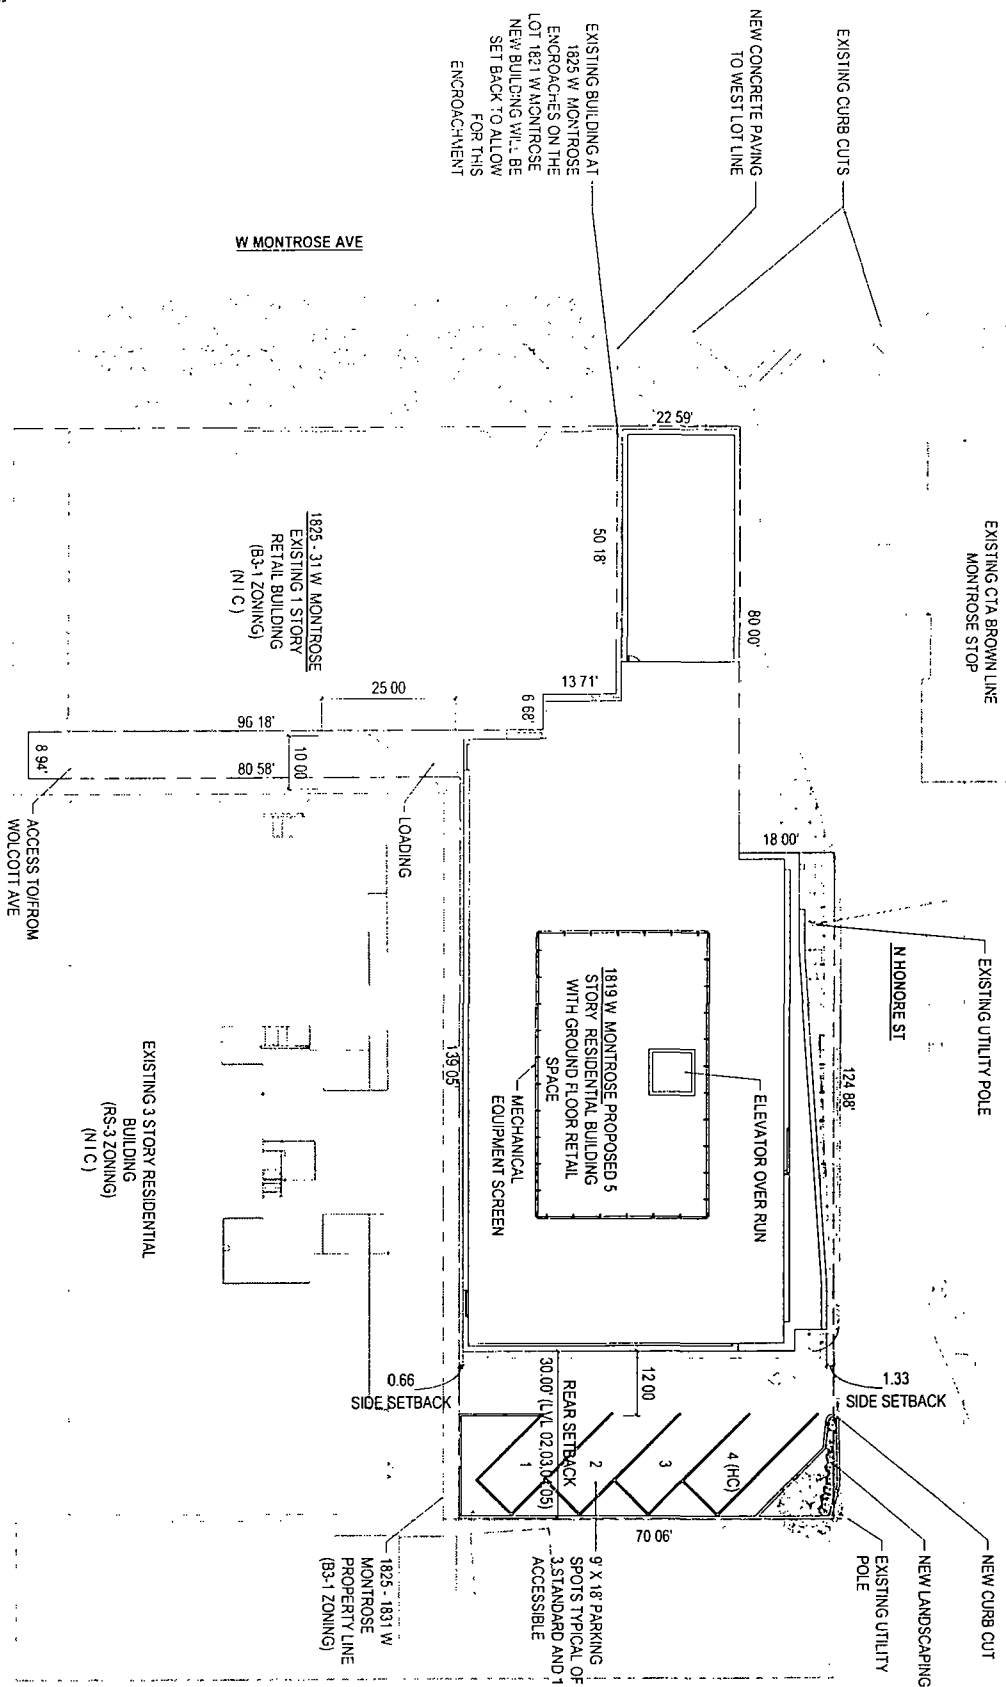 EXISTING CURB CUTS
NEW CONCRETE PAVING
TO WEST LOT LINE
EXISTING BUILDING AT
1825 W MONTROSE
ENCROACHES ON THE
LOT 1821 W MONTROSE
NEW BUILDING WILL BE
SET BACK TO ALLOW
FOR THIS
ENCROACHMENT
W MONTROSE AVE
EXISTING CTA BROWN LINE
MONTROSE STOP
22 59'
50 18'
80 00'
1825 - 31 W MONTROSE
EXISTING 1 STORY
RETAIL BUILDING
(B3-1 ZONING)
(N I C)
13 71'
6 68'
25 00
96 18'
10 00
80 58'
8 94'
18 00'
LOADING
ACCESS TO/FROM
WOLCOTT AVE
EXISTING UTILITY POLE
N HONORE ST
124 88'
1819 W MONTROSE PROPOSED 5
STORY RESIDENTIAL BUILDING
WITH GROUND FLOOR RETAIL
SPACE
ELEVATOR OVER RUN
MECHANICAL
EQUIPMENT SCREEN
139 05'
EXISTING 3 STORY RESIDENTIAL
BUILDING
(RS-3 ZONING)
(N I C)
0.66
SIDE SETBACK
1.33
SIDE SETBACK
12 00
REAR SETBACK
30.00' (LVL 02,03,04,05)
1
2
3
4 (HC)
70 06'
NEW CURB CUT
NEW LANDSCAPING
EXISTING UTILITY
POLE
9' X 18' PARKING
SPOTS TYPICAL OF
3 STANDARD AND 1
ACCESSIBLE
1825 - 1831 W
MONTROSE
PROPERTY LINE
(B3-1 ZONING)